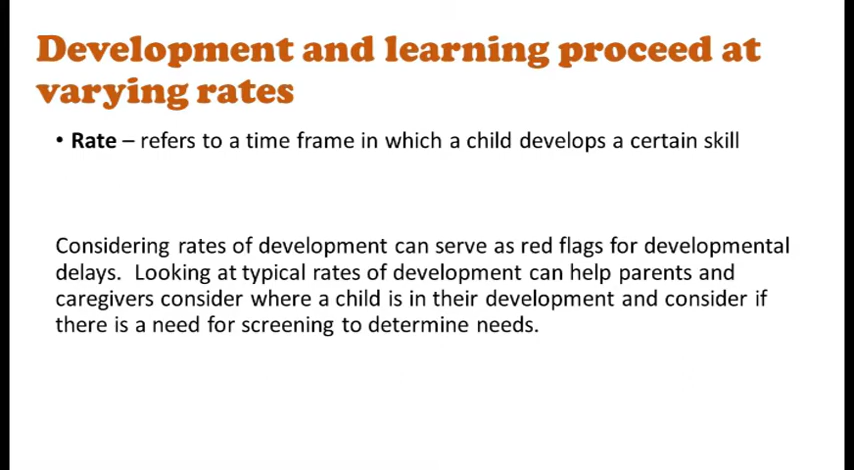 Development and learning proceed at
varying rates
• Rate – refers to a time frame in which a child develops a certain skill
Considering rates of development can serve as red flags for developmental
delays.  Looking at typical rates of development can help parents and
caregivers consider where a child is in their development and consider if
there is a need for screening to determine needs.